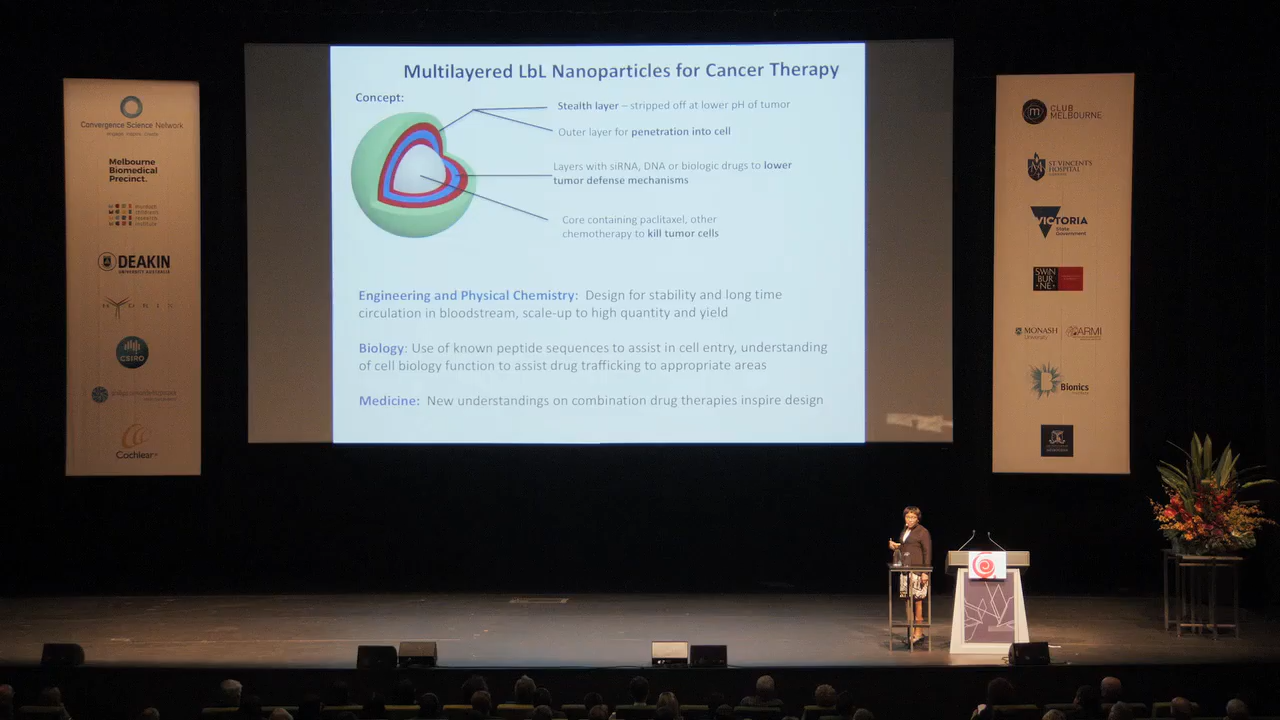 Multilayered LbL Nanoparticles for Cancer Therapy
Concept:
Stealth layer – stripped off at lower pH of tumor
Outer layer for penetration into cell
Layers with siRNA, DNA or biologic drugs to lower
tumor defense mechanisms
Core containing paclitaxel, other
chemotherapy to kill tumor cells
Engineering and Physical Chemistry: Design for stability and long time
circulation in bloodstream, scale-up to high quantity and yield
Biology: Use of known peptide sequences to assist in cell entry, understanding
of cell biology function to assist drug trafficking to appropriate areas
Medicine: New understandings on combination drug therapies inspire design
Convergence Science Network
Melbourne
Biomedical
Precinct.
DEAKIN
UNIVERSITY AUSTRALIA
CSIRO
Cochlear
CLUB
MELBOURNE
ST VINCENT'S
HOSPITAL
VICTORIA
State
Government
SWIN
BUR
NE
MONASH
University
ARMI
Bionics